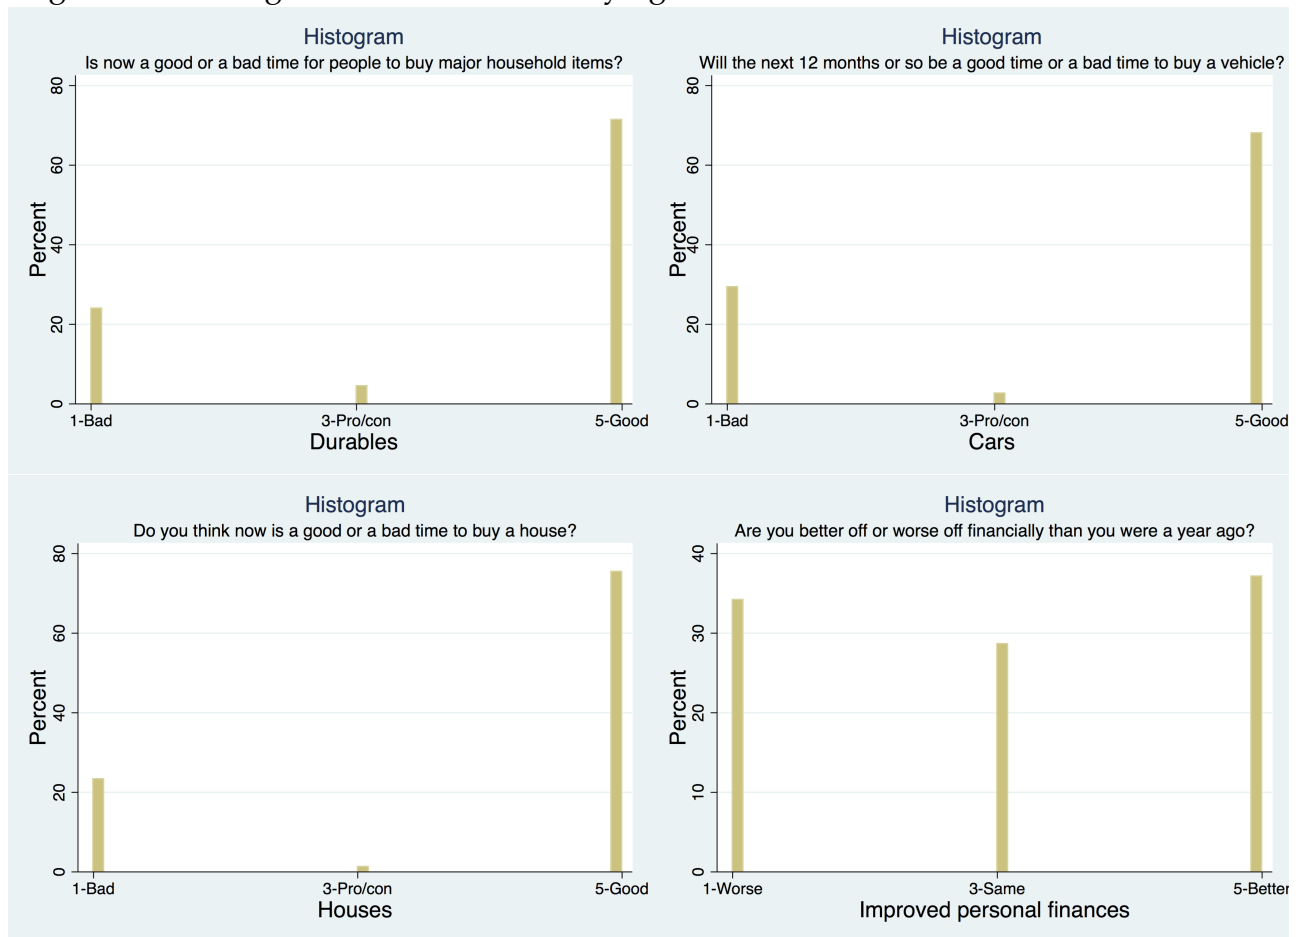 Histogram
Is now a good or a bad time for people to buy major household items?
80
60
40
20
0
Percent
1-Bad 3-Pro/con 5-Good
Durables
Histogram
Will the next 12 months or so be a good time or a bad time to buy a vehicle?
80
60
40
20
0
Percent
1-Bad 3-Pro/con 5-Good
Cars
Histogram
Do you think now is a good or a bad time to buy a house?
80
60
40
20
0
Percent
1-Bad 3-Pro/con 5-Good
Houses
Histogram
Are you better off or worse off financially than you were a year ago?
40
30
20
10
0
Percent
1-Worse 3-Same 5-Better
Improved personal finances